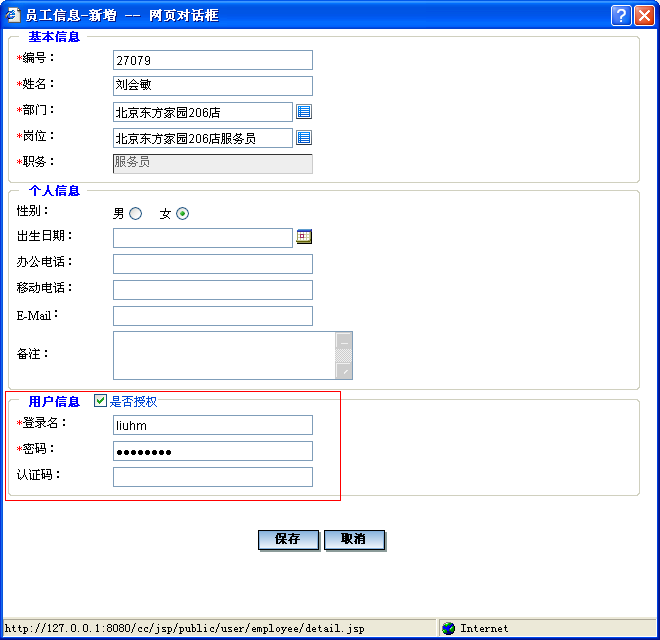 员工信息-新增 -- 网页对话框
基本信息
*编号： 27079
*姓名： 刘会敏
*部门： 北京东方家园206店
*岗位： 北京东方家园206店服务员
*职务： 服务员
个人信息
性别： 男 女
出生日期：
办公电话：
移动电话：
E-Mail：
备注：
用户信息 是否授权
*登录名： liuhm
*密码： ●●●●●●●●
认证码：
保存 取消
http://127.0.0.1:8080/cc/jsp/public/user/employee/detail.jsp Internet